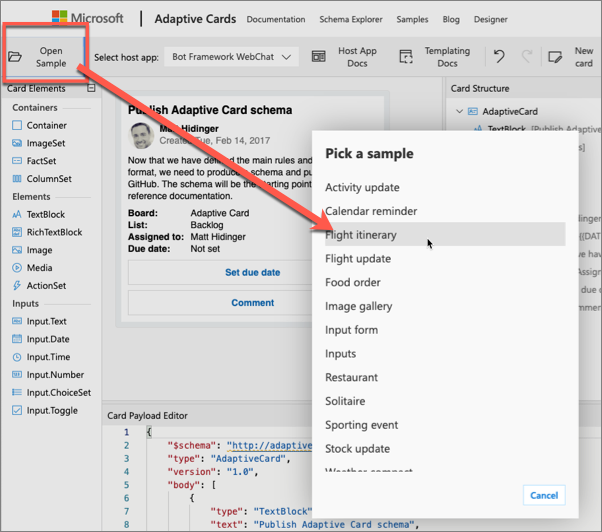 Microsoft
Adaptive Cards
Documentation
Schema Explorer
Samples
Blog
Designer
Open
Sample
Select host app:
Bot Framework WebChat
Host App
Docs
Templating
Docs
New
card
Card Elements
Containers
Container
ImageSet
FactSet
ColumnSet
Elements
TextBlock
RichTextBlock
Image
Media
ActionSet
Inputs
Input.Text
Input.Date
Input.Time
Input.Number
Input.ChoiceSet
Input.Toggle
Publish Adaptive Card schema
Matt Hidinger
Created Tue, Feb 14, 2017
Now that we have defined the main rules and
format, we need to produce a schema and pu
GitHub. The schema will be the starting point
reference documentation.
Board: Adaptive Card
List: Backlog
Assigned to: Matt Hidinger
Due date: Not set
Set due date
Comment
Card Structure
AdaptiveCard
TextBlock [Publish Adaptive
Pick a sample
Activity update
Calendar reminder
Flight itinerary
Flight update
Food order
Image gallery
Input form
Inputs
Restaurant
Solitaire
Sporting event
Stock update
Cancel
Card Payload Editor
1 {
2 "$schema": "http://adaptive
3 "type": "AdaptiveCard",
4 "version": "1.0",
5 "body": [
6 {
7 "type": "TextBlock"
8 "text": "Publish Adaptive Card schema",